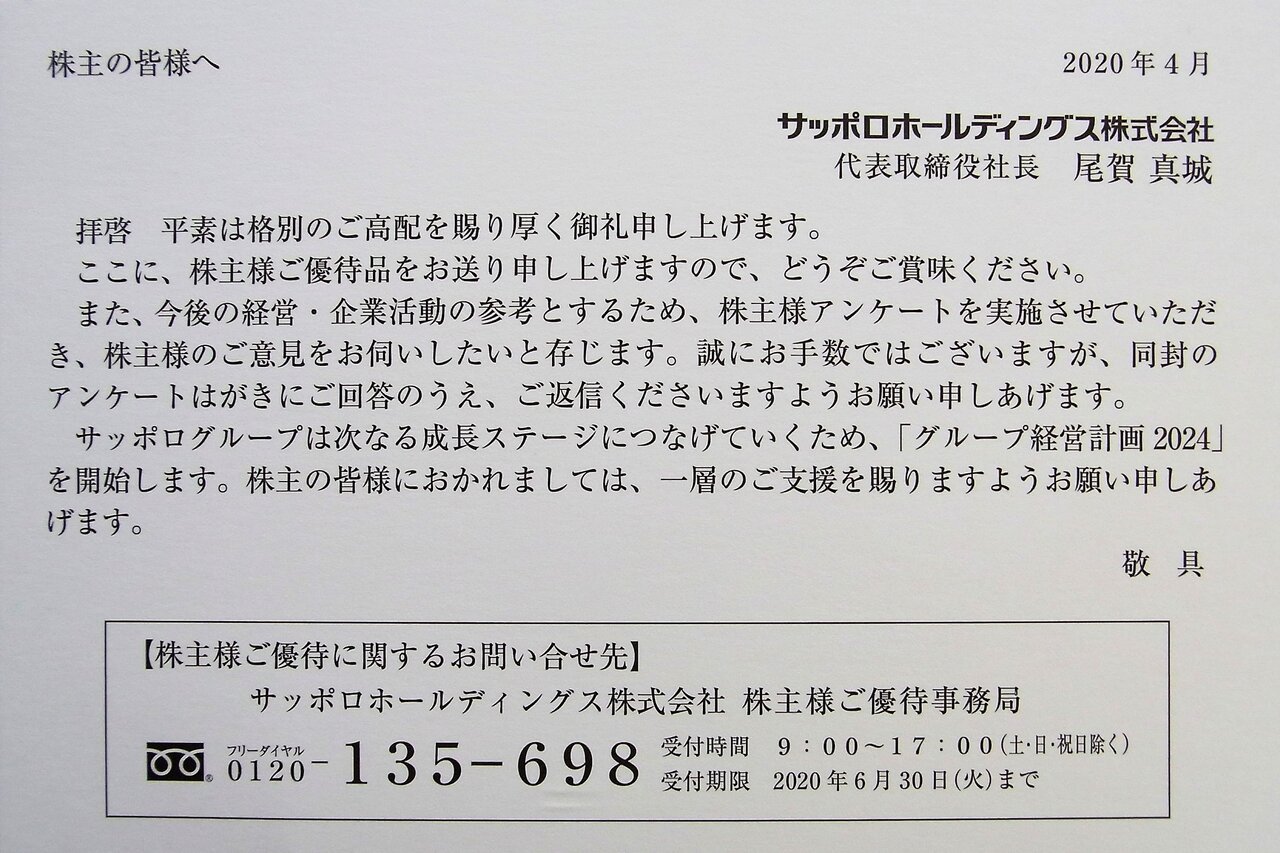 株主の皆様へ
2020年4月
サッポロホールディングス株式会社
代表取締役社長　尾賀 真城
拝啓　平素は格別のご高配を賜り厚く御礼申し上げます。
ここに、株主様ご優待品をお送り申し上げますので、どうぞご賞味ください。
また、今後の経営・企業活動の参考とするため、株主様アンケートを実施させていただ
き、株主様のご意見をお伺いしたいと存じます。誠にお手数ではございますが、同封の
アンケートはがきにご回答のうえ、ご返信くださいますようお願い申しあげます。
サッポログループは次なる成長ステージにつなげていくため、「グループ経営計画2024」
を開始します。株主の皆様におかれましては、一層のご支援を賜りますようお願い申しあ
げます。
敬　具
【株主様ご優待に関するお問い合せ先】
サッポロホールディングス株式会社 株主様ご優待事務局
フリーダイヤル
0120-135-698
受付時間　9：00〜17：00（土・日・祝日除く）
受付期限　2020年6月30日（火）まで